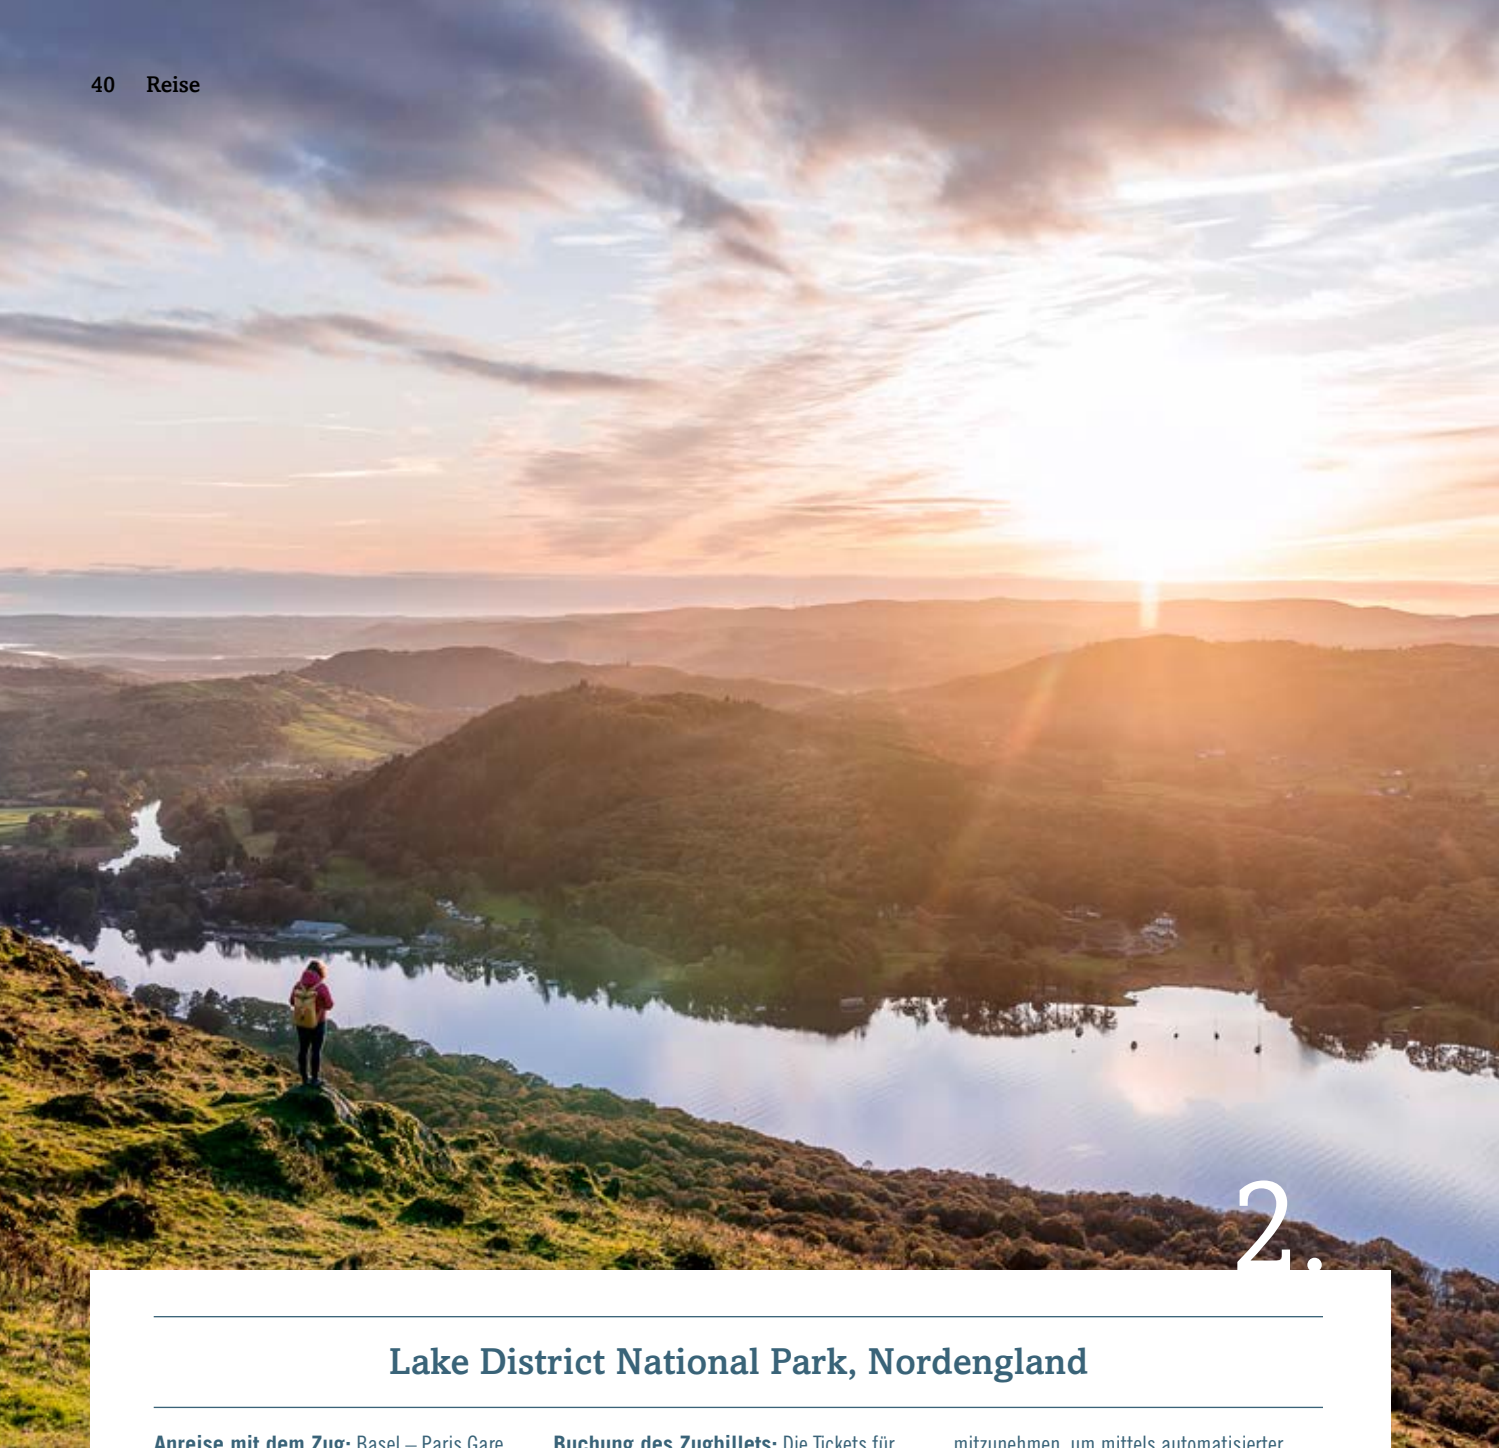 40 Reise
2.
Lake District National Park, Nordengland
Anreise mit dem Zug: Basel – Paris Gare
Buchung des Zugbillets: Die Tickets für
mitzunehmen, um mittels automatisierter